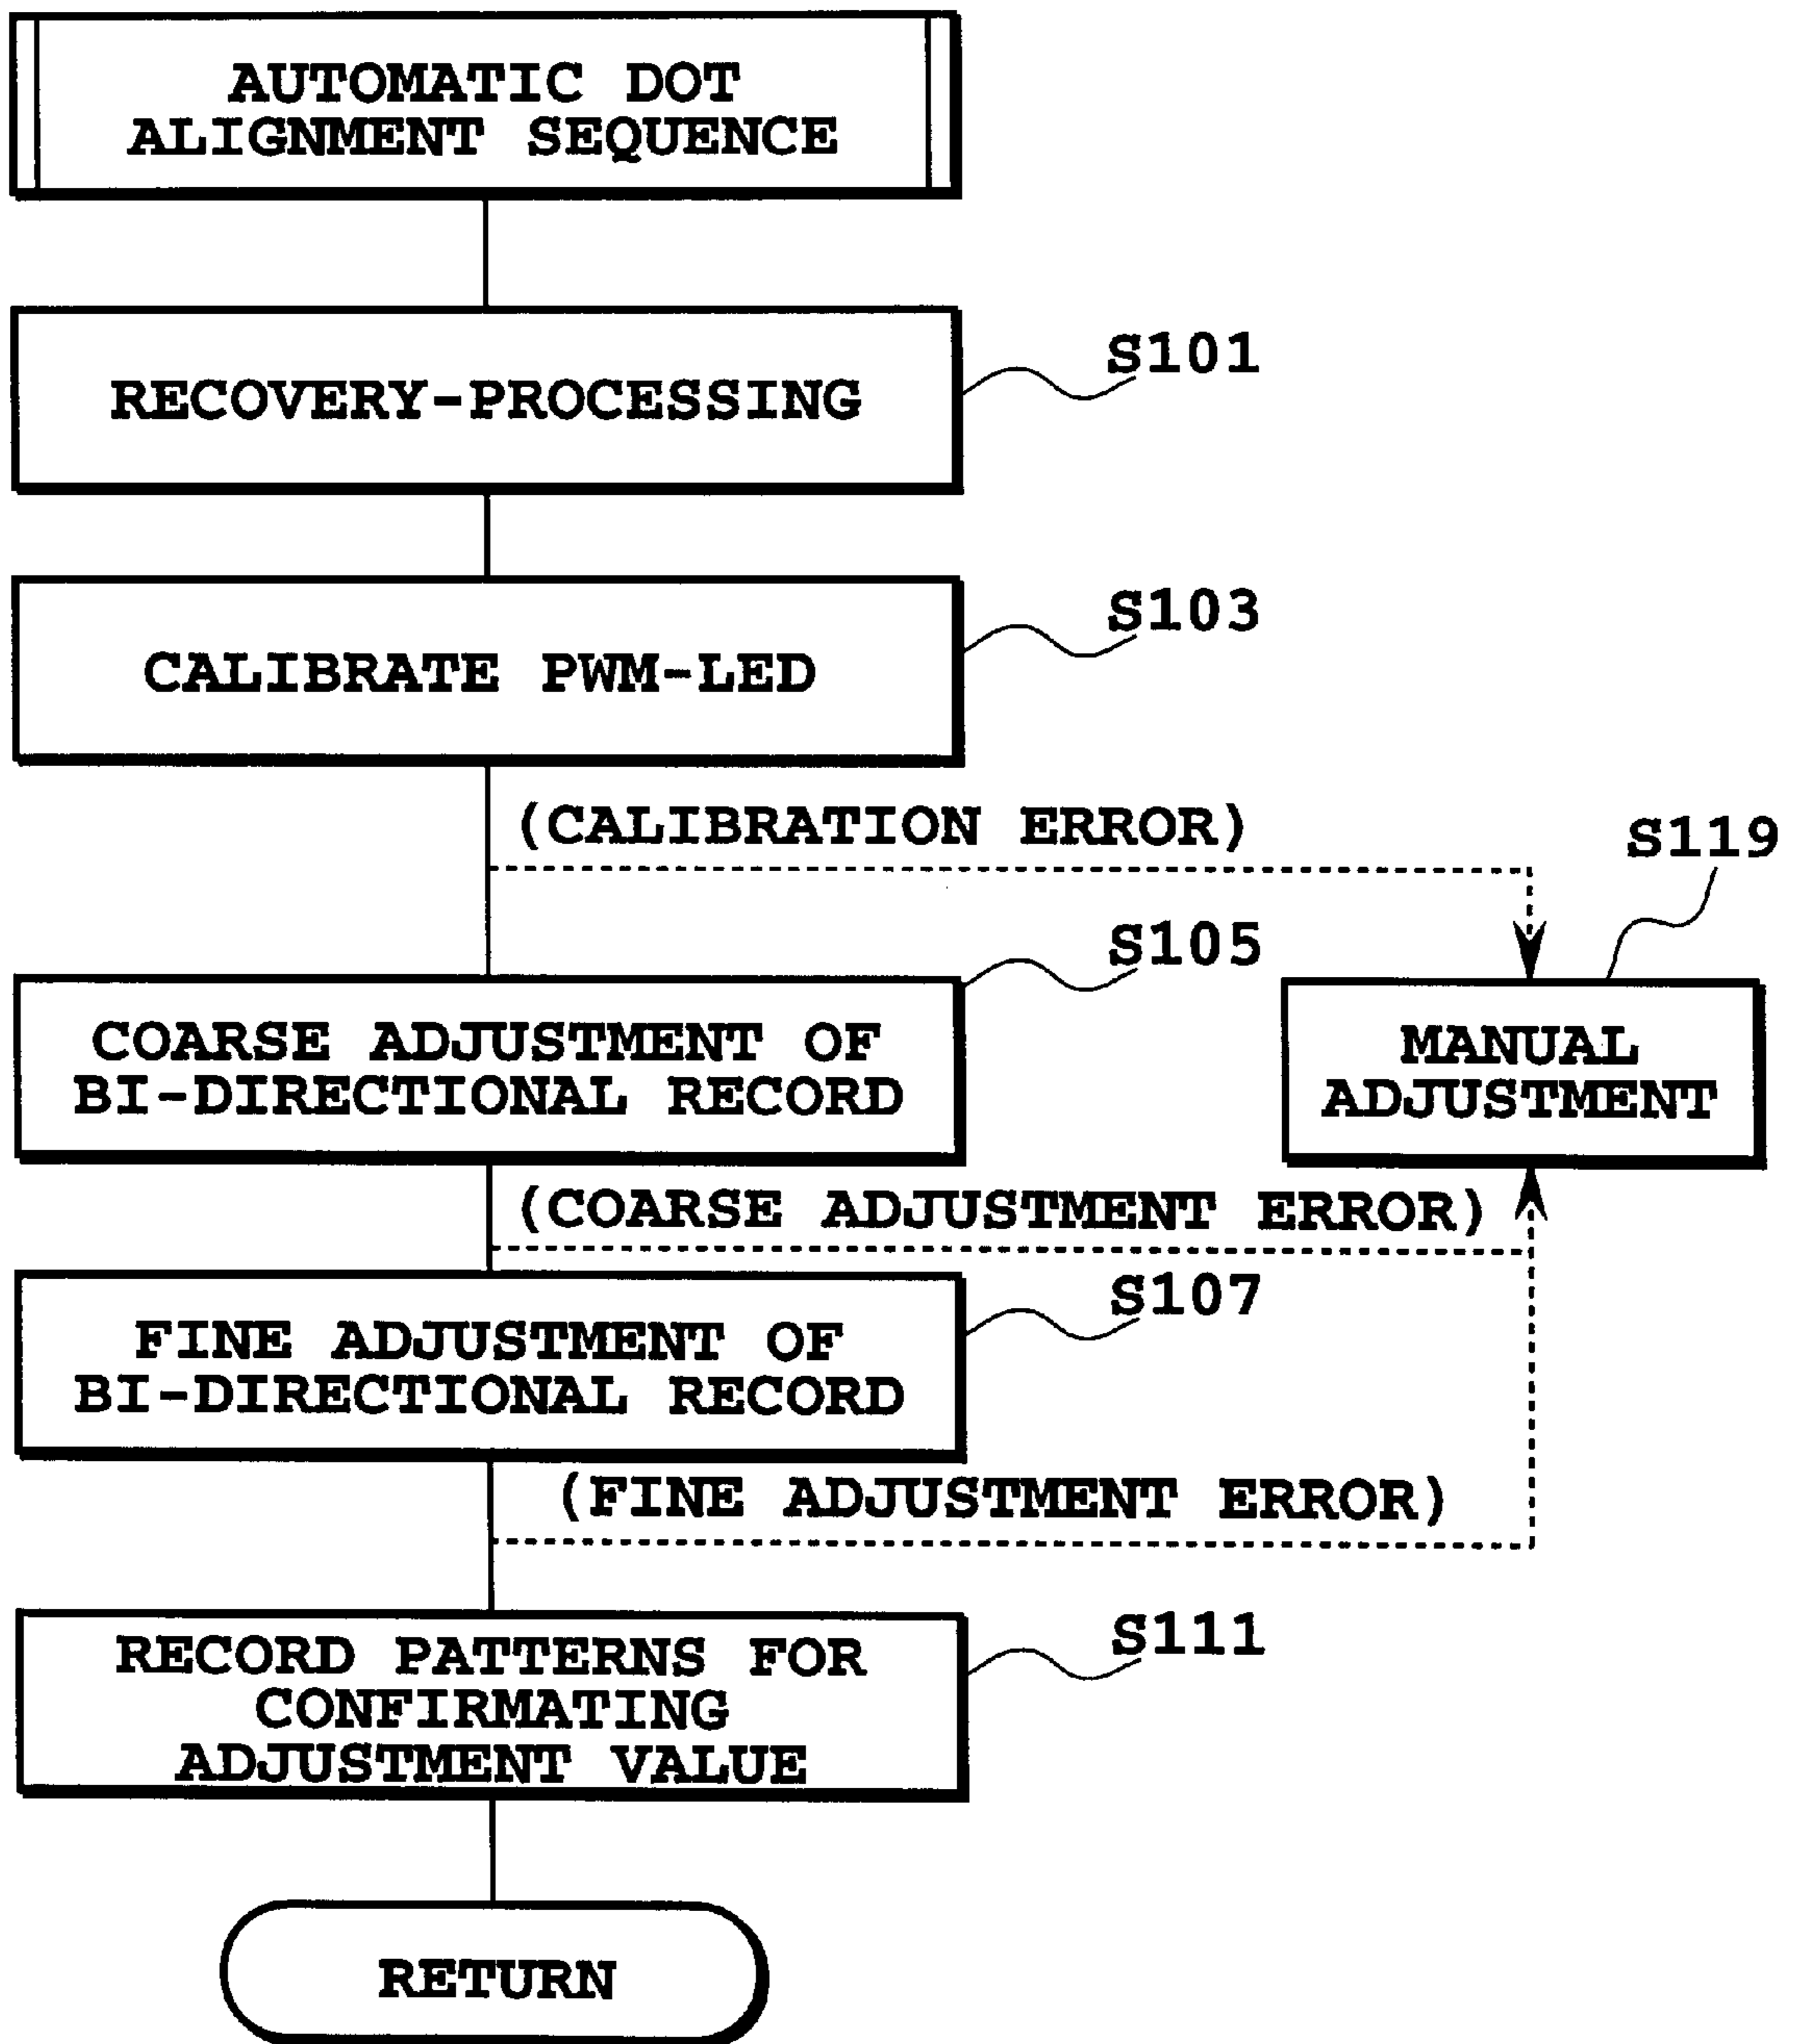 AUTOMATIC DOT
ALIGNMENT SEQUENCE
S101
RECOVERY-PROCESSING
S103
CALIBRATE PWM-LED
(CALIBRATION ERROR)
S119
S105
COARSE ADJUSTMENT OF
BI-DIRECTIONAL RECORD
MANUAL
ADJUSTMENT
(COARSE ADJUSTMENT ERROR)
S107
FINE ADJUSTMENT OF
BI-DIRECTIONAL RECORD
(FINE ADJUSTMENT ERROR)
S111
RECORD PATTERNS FOR
CONFIRMATING
ADJUSTMENT VALUE
RETURN